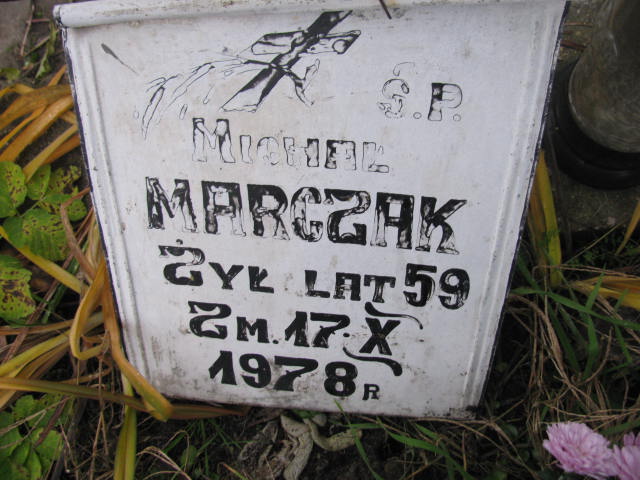 Ś.P.
Michał
MARCZAK
Żył LAT 59
Zm. 17. X
1978 R